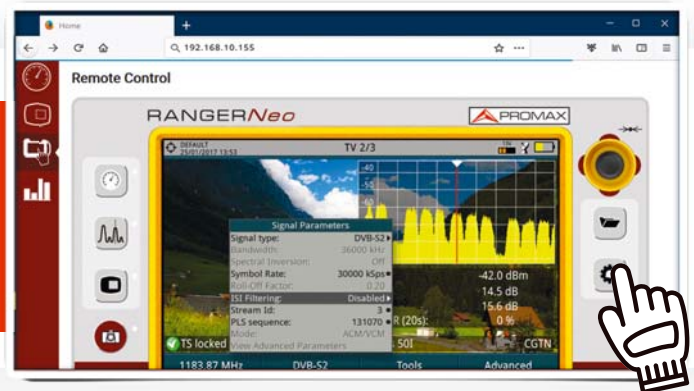 Home
192.168.10.155
Remote Control
RANGERNeo
PROMAX
DEFAULT
25/01/2017 13:53
TV 2/3
-40
-50
-60
Signal Parameters
Signal type: DVB-S2
Bandwidth: 36000 kHz
Spectral Inversion: Off
Symbol Rate: 30000 kSps
Roll-Off Factor: 0.20
ISI Filtering: Disabled
Stream Id: 3
PLS sequence: 131070
Mode: ACM/VCM
View Advanced Parameters
-42.0 dBm
14.5 dB
15.6 dB
R (20s): 0 %
TS locked
501
CGTN
1183.87 MHz
DVB-S2
Tools
Advanced